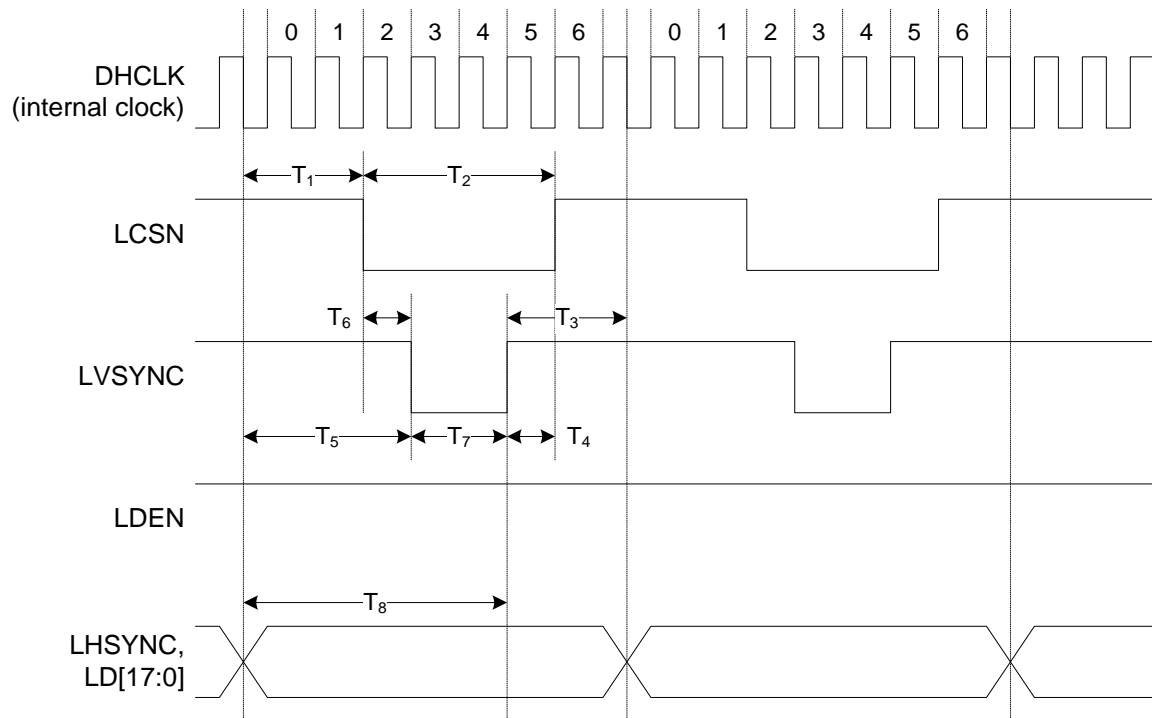 0 1 2 3 4 5 6 0 1 2 3 4 5 6
DHCLK
(internal clock)
T1 T2
LCSN
T6 T3
LVSYNC
T5 T7 T4
LDEN
T8
LHSYNC,
LD[17:0]